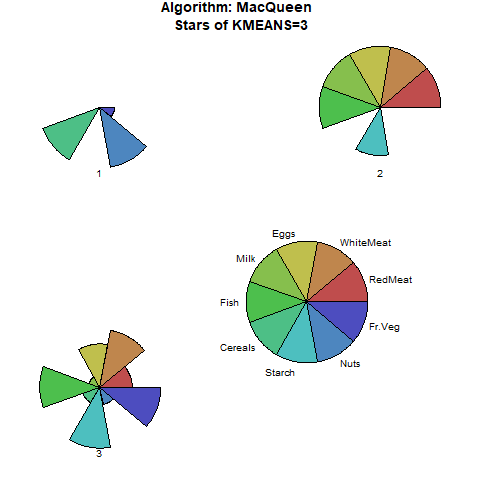 Algorithm: MacQueen
Stars of KMEANS=3
1
2
Eggs
WhiteMeat
Milk
RedMeat
Fish
Fr.Veg
Cereals
Nuts
Starch
3